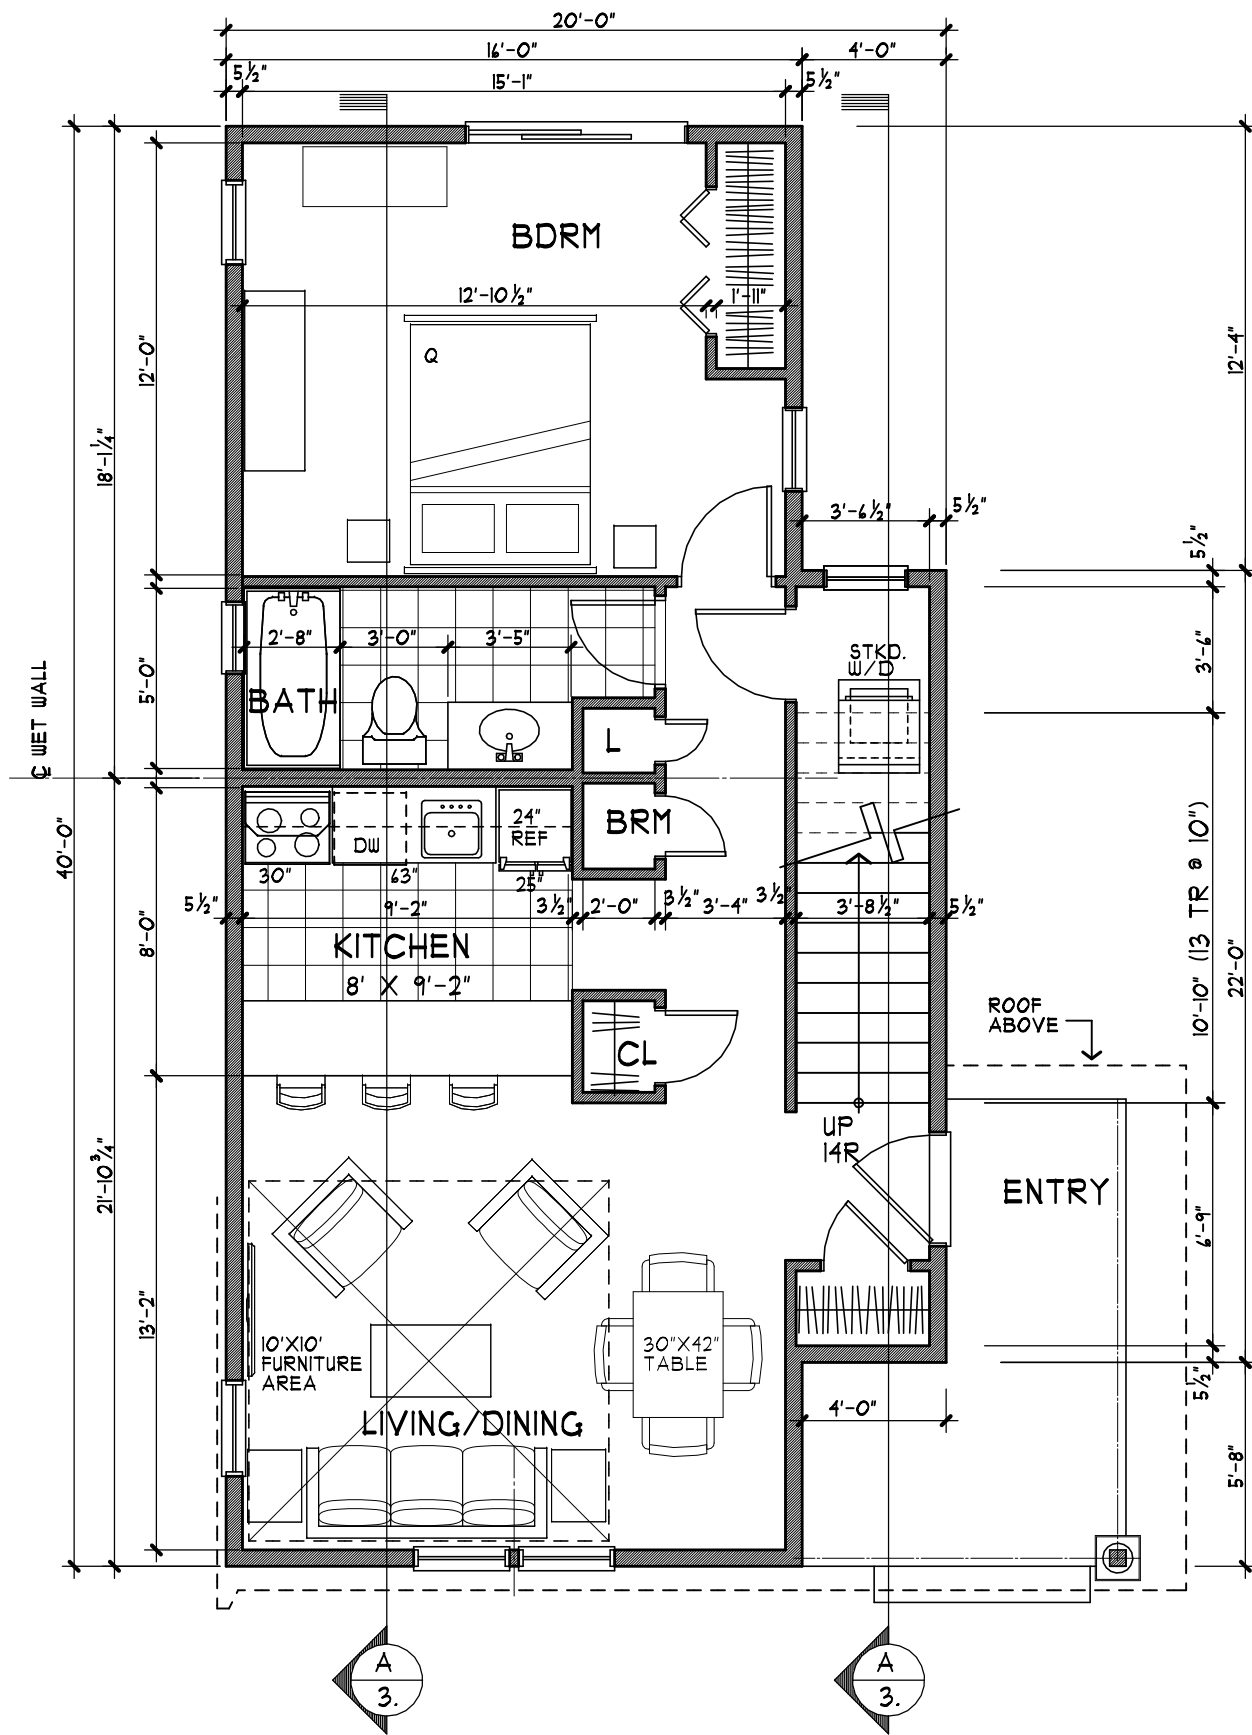 20'-0"
16'-0"
4'-0"
5½"
15'-1"
5½"
BDRM
12'-10½"
1'-11"
Q
12'-0"
18'-1¼"
12'-4"
3'-6½"
5½"
5½"
2'-8"
3'-0"
3'-5"
STKD.
W/D
3'-6"
5'-0"
BATH
L
℄ WET WALL
BRM
24"
REF
DW
30"
63"
25"
40'-0"
5½"
9'-2"
3½"
2'-0"
3½"
3'-4"
3½"
3'-8½"
5½"
8'-0"
KITCHEN
8' X 9'-2"
10'-10" (13 TR @ 10")
22'-0"
ROOF
ABOVE
CL
UP
14R
21'-10¾"
ENTRY
6'-9"
13'-2"
10'X10'
FURNITURE
AREA
30"X42"
TABLE
LIVING/DINING
4'-0"
5½"
5'-8"
A
3.
A
3.